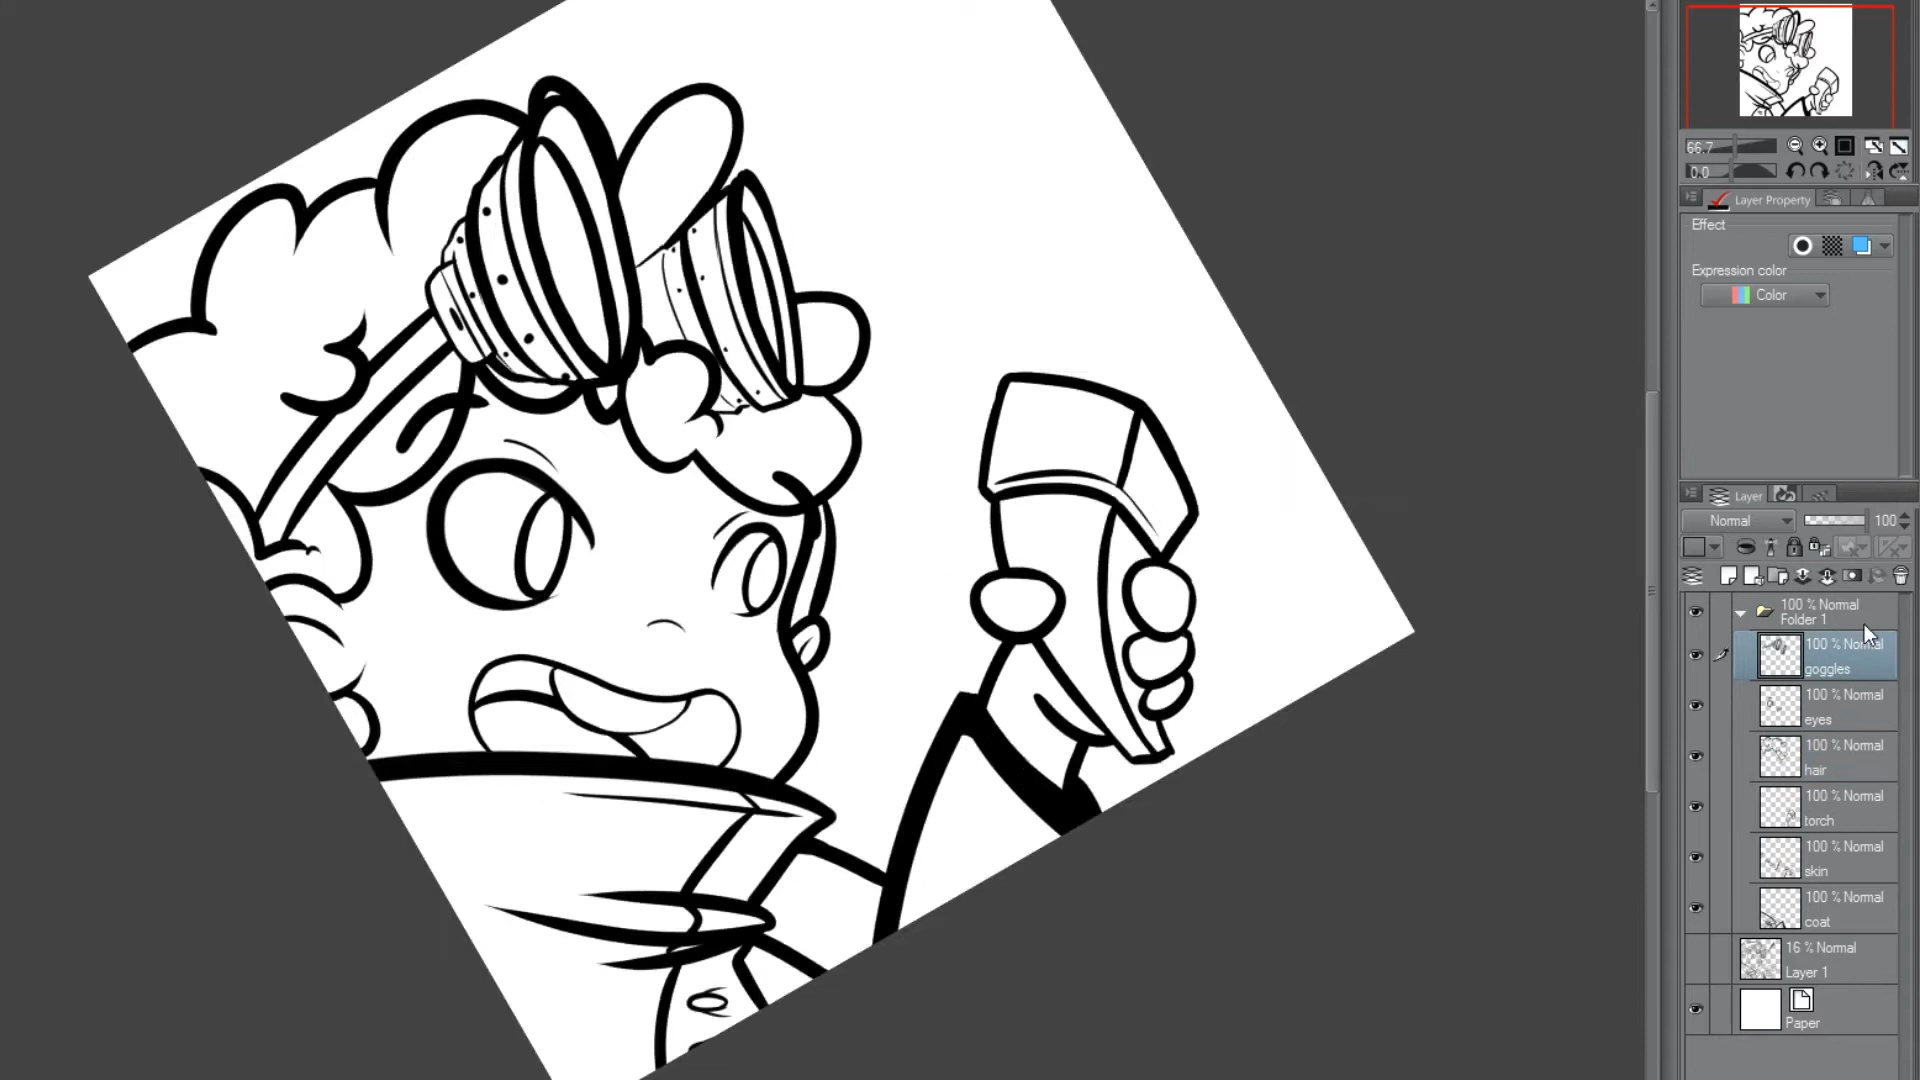 66.7
0.0
Layer Property
Effect
Expression color
Color
Layer
Normal
100
100 % Normal
Folder 1
100 % Normal
goggles
100 % Normal
eyes
100 % Normal
hair
100 % Normal
torch
100 % Normal
skin
100 % Normal
coat
16 % Normal
Layer 1
Paper